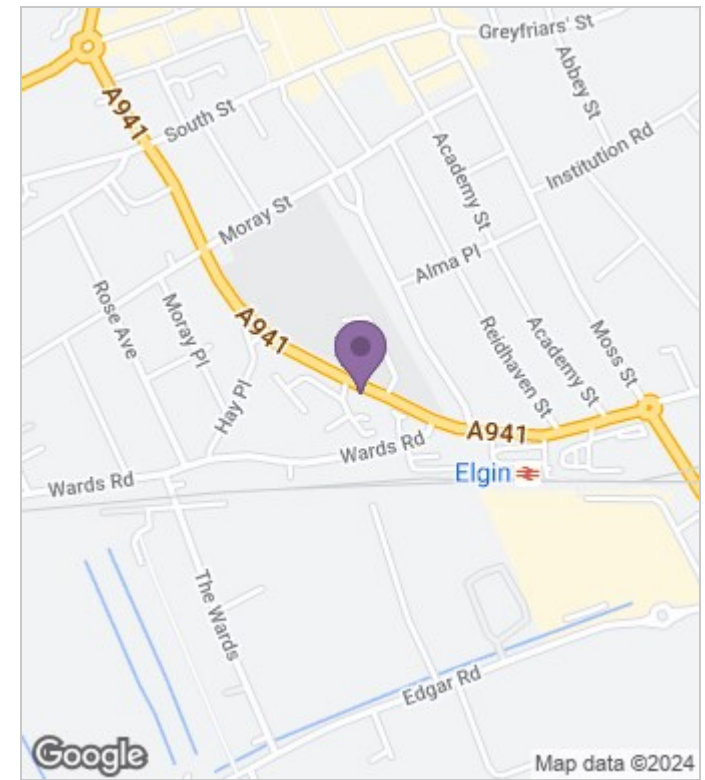 Greyfriars' St
Abbey St
A941
South St
Academy St
Institution Rd
Moray St
Alma Pl
Rose Ave
Moray Pl
A941
Reidhaven St
Academy St
Moss St
Hay Pl
A941
Wards Rd
Elgin
Wards Rd
The Wards
Edgar Rd
Google
Map data ©2024